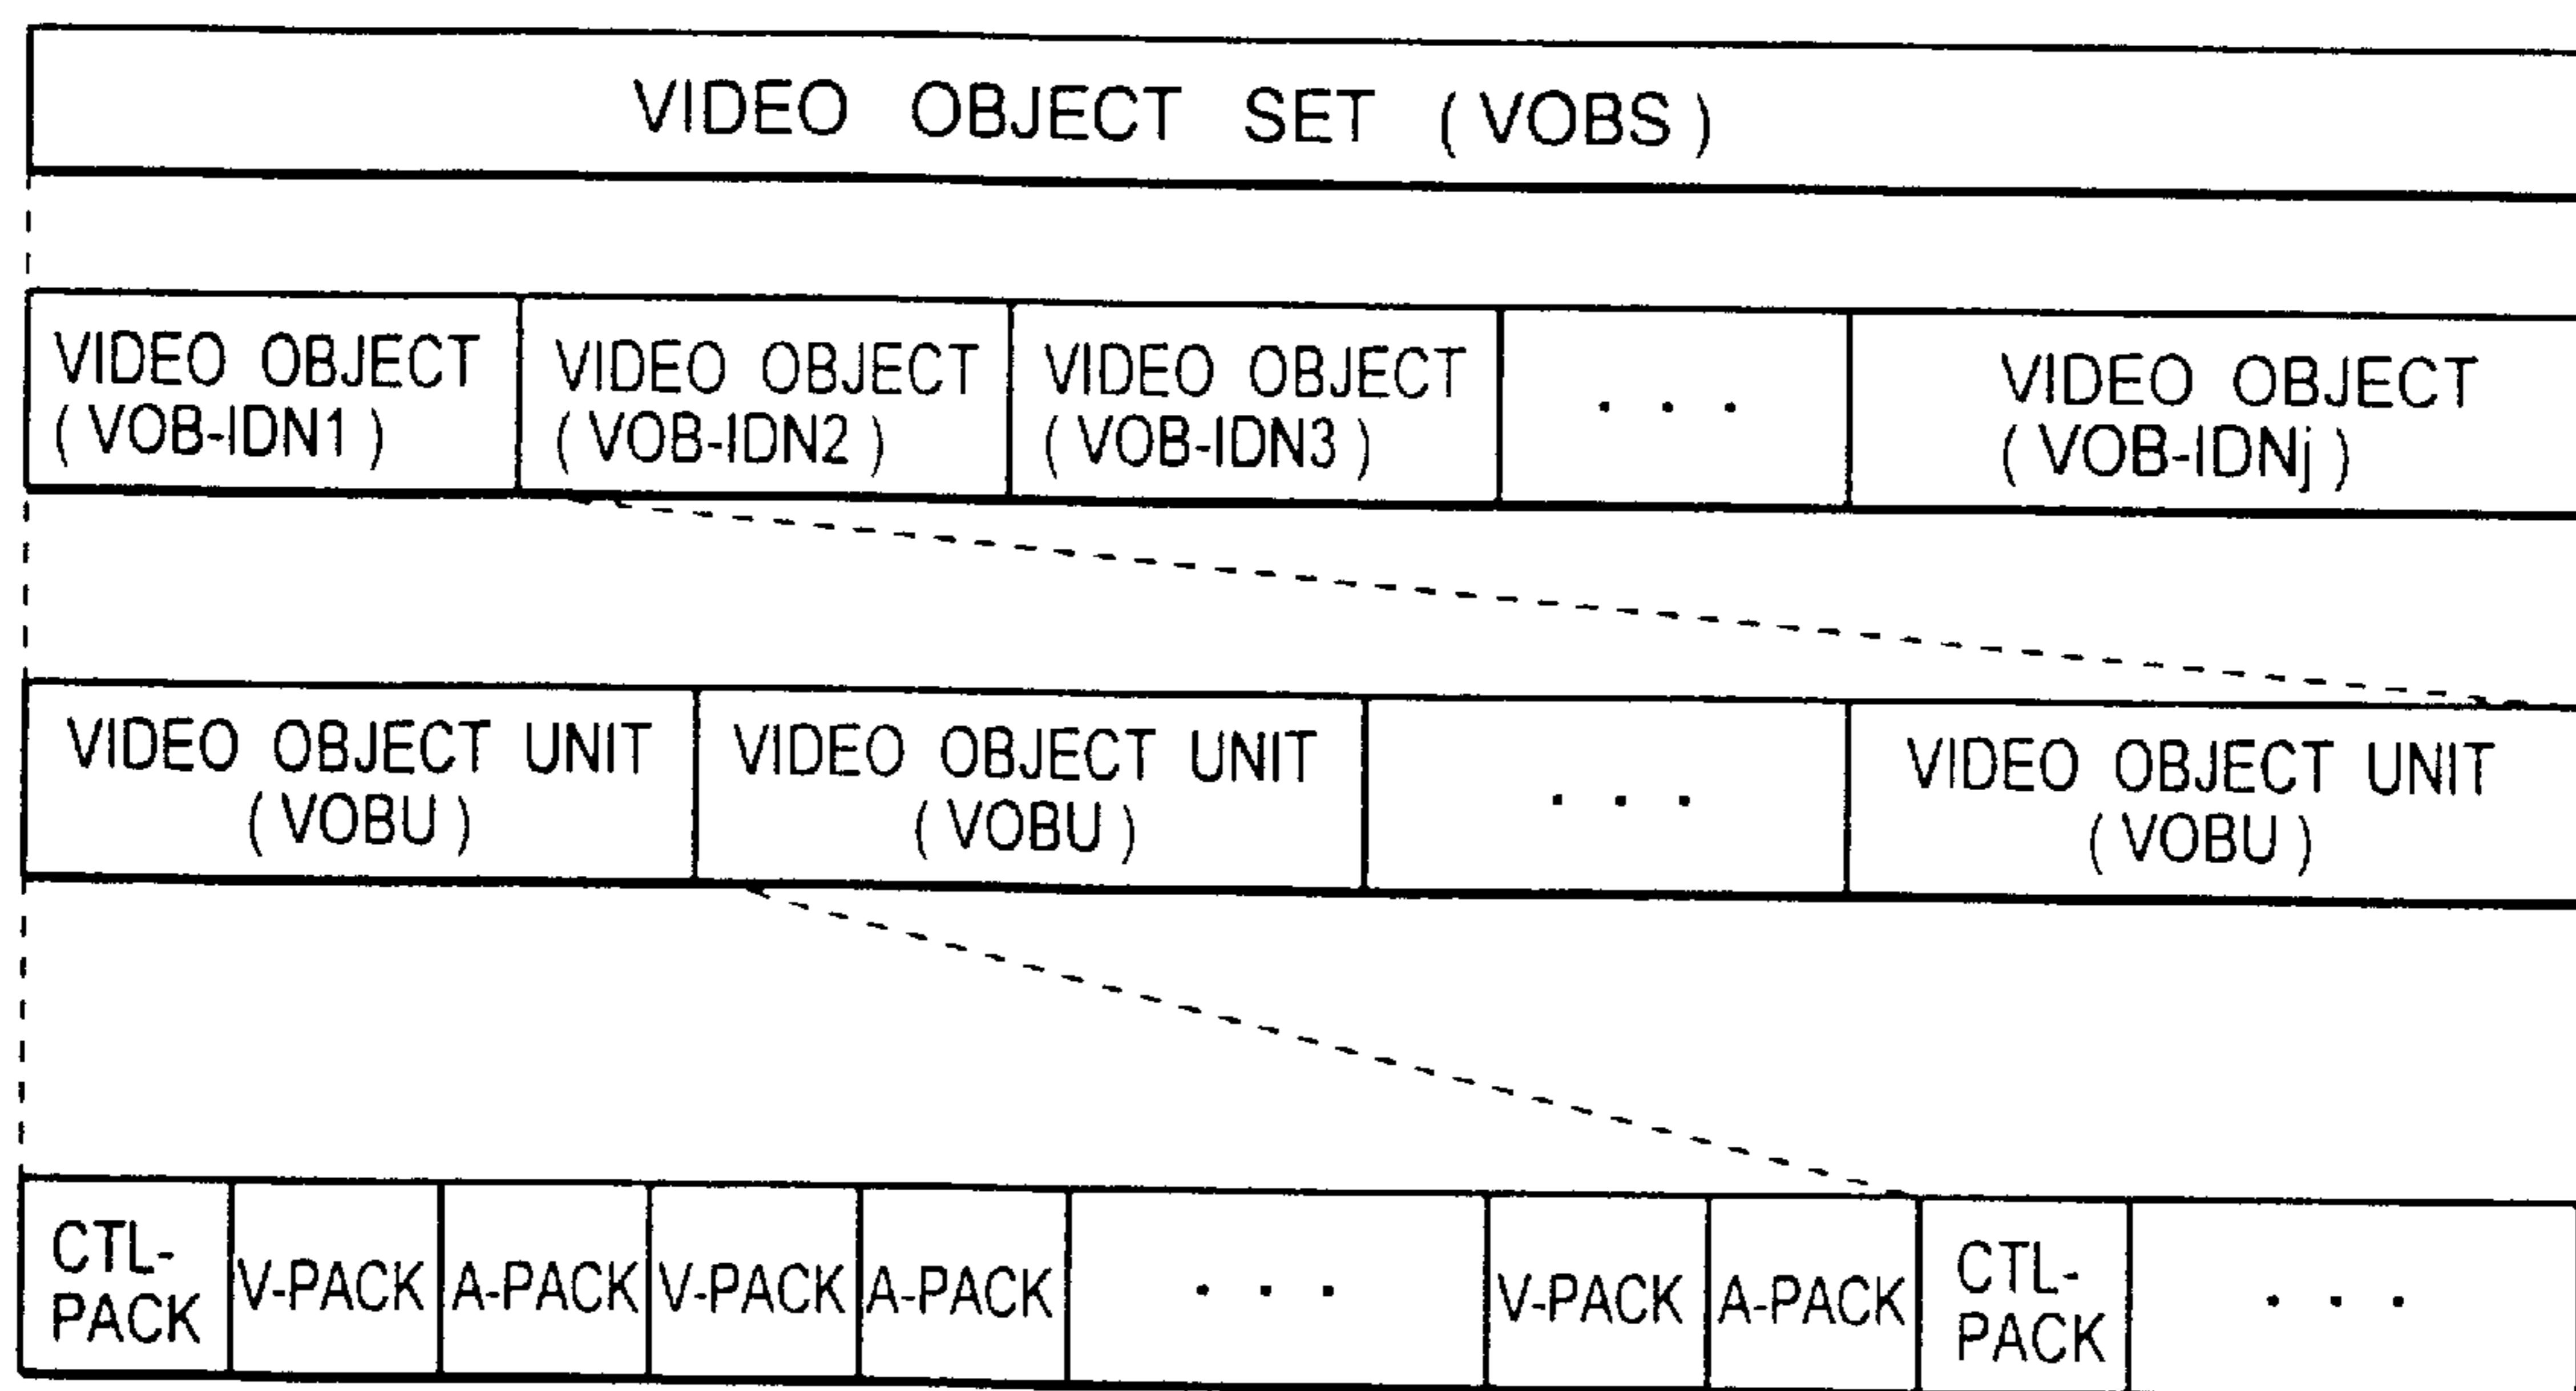 VIDEO OBJECT SET ( VOBS )
VIDEO OBJECT
( VOB-IDN1 )
VIDEO OBJECT
( VOB-IDN2 )
VIDEO OBJECT
( VOB-IDN3 )
. . .
VIDEO OBJECT
( VOB-IDNj )
VIDEO OBJECT UNIT
( VOBU )
VIDEO OBJECT UNIT
( VOBU )
. . .
VIDEO OBJECT UNIT
( VOBU )
CTL-
PACK
V-PACK
A-PACK
V-PACK
A-PACK
. . .
V-PACK
A-PACK
CTL-
PACK
. . .